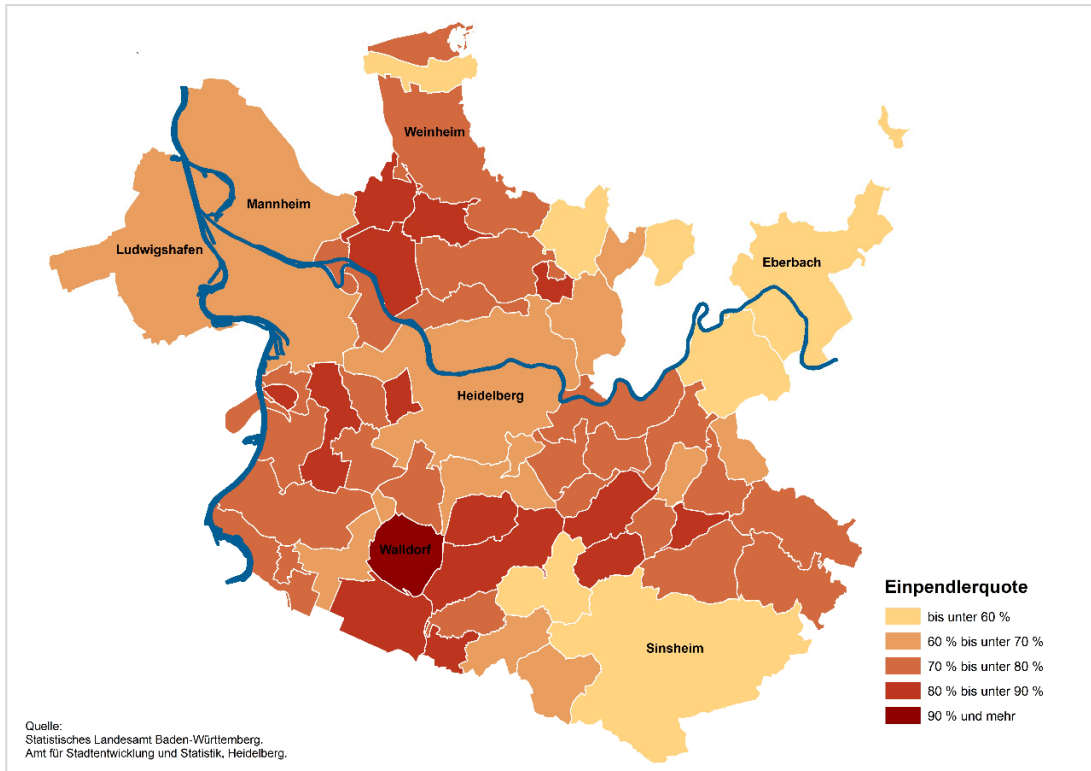 Weinheim
Mannheim
Ludwigshafen
Eberbach
Heidelberg
Walldorf
Sinsheim
Einpendlerquote
bis unter 60 %
60 % bis unter 70 %
70 % bis unter 80 %
80 % bis unter 90 %
90 % und mehr
Quelle:
Statistisches Landesamt Baden-Württemberg.
Amt für Stadtentwicklung und Statistik, Heidelberg.